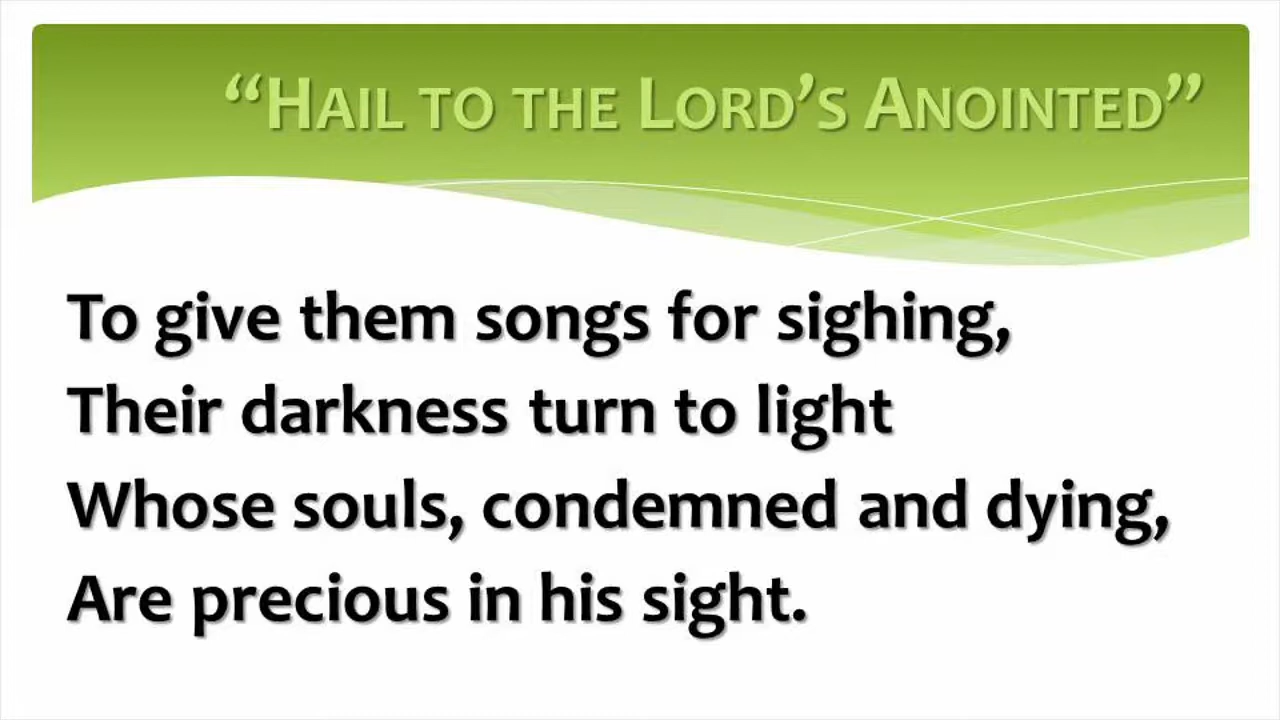 “Hail to the Lord’s Anointed”
To give them songs for sighing,
Their darkness turn to light
Whose souls, condemned and dying,
Are precious in his sight.